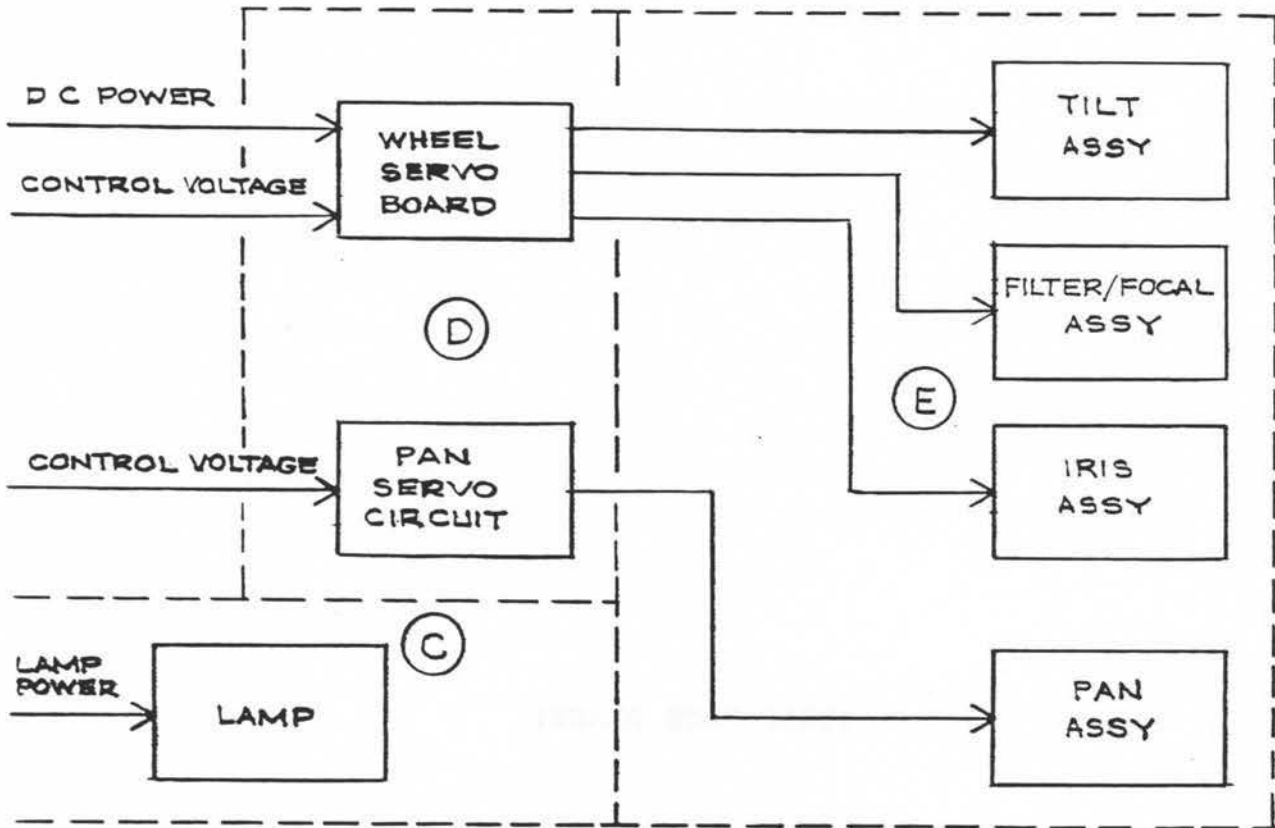 D C POWER
CONTROL VOLTAGE
WHEEL
SERVO
BOARD
TILT
ASSY
FILTER/FOCAL
ASSY
D
E
CONTROL VOLTAGE
PAN
SERVO
CIRCUIT
IRIS
ASSY
C
LAMP
POWER
LAMP
PAN
ASSY